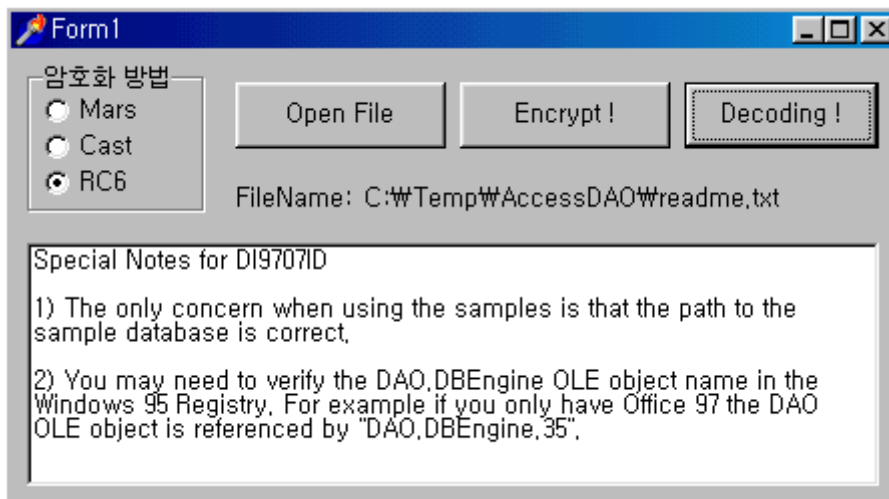 Form1
암호화 방법
Mars
Cast
RC6
Open File
Encrypt !
Decoding !
FileName: C:₩Temp₩AccessDAO₩readme.txt
Special Notes for DI9707ID
1) The only concern when using the samples is that the path to the
sample database is correct.
2) You may need to verify the DAO.DBEngine OLE object name in the
Windows 95 Registry. For example if you only have Office 97 the DAO
OLE object is referenced by "DAO.DBEngine.35".